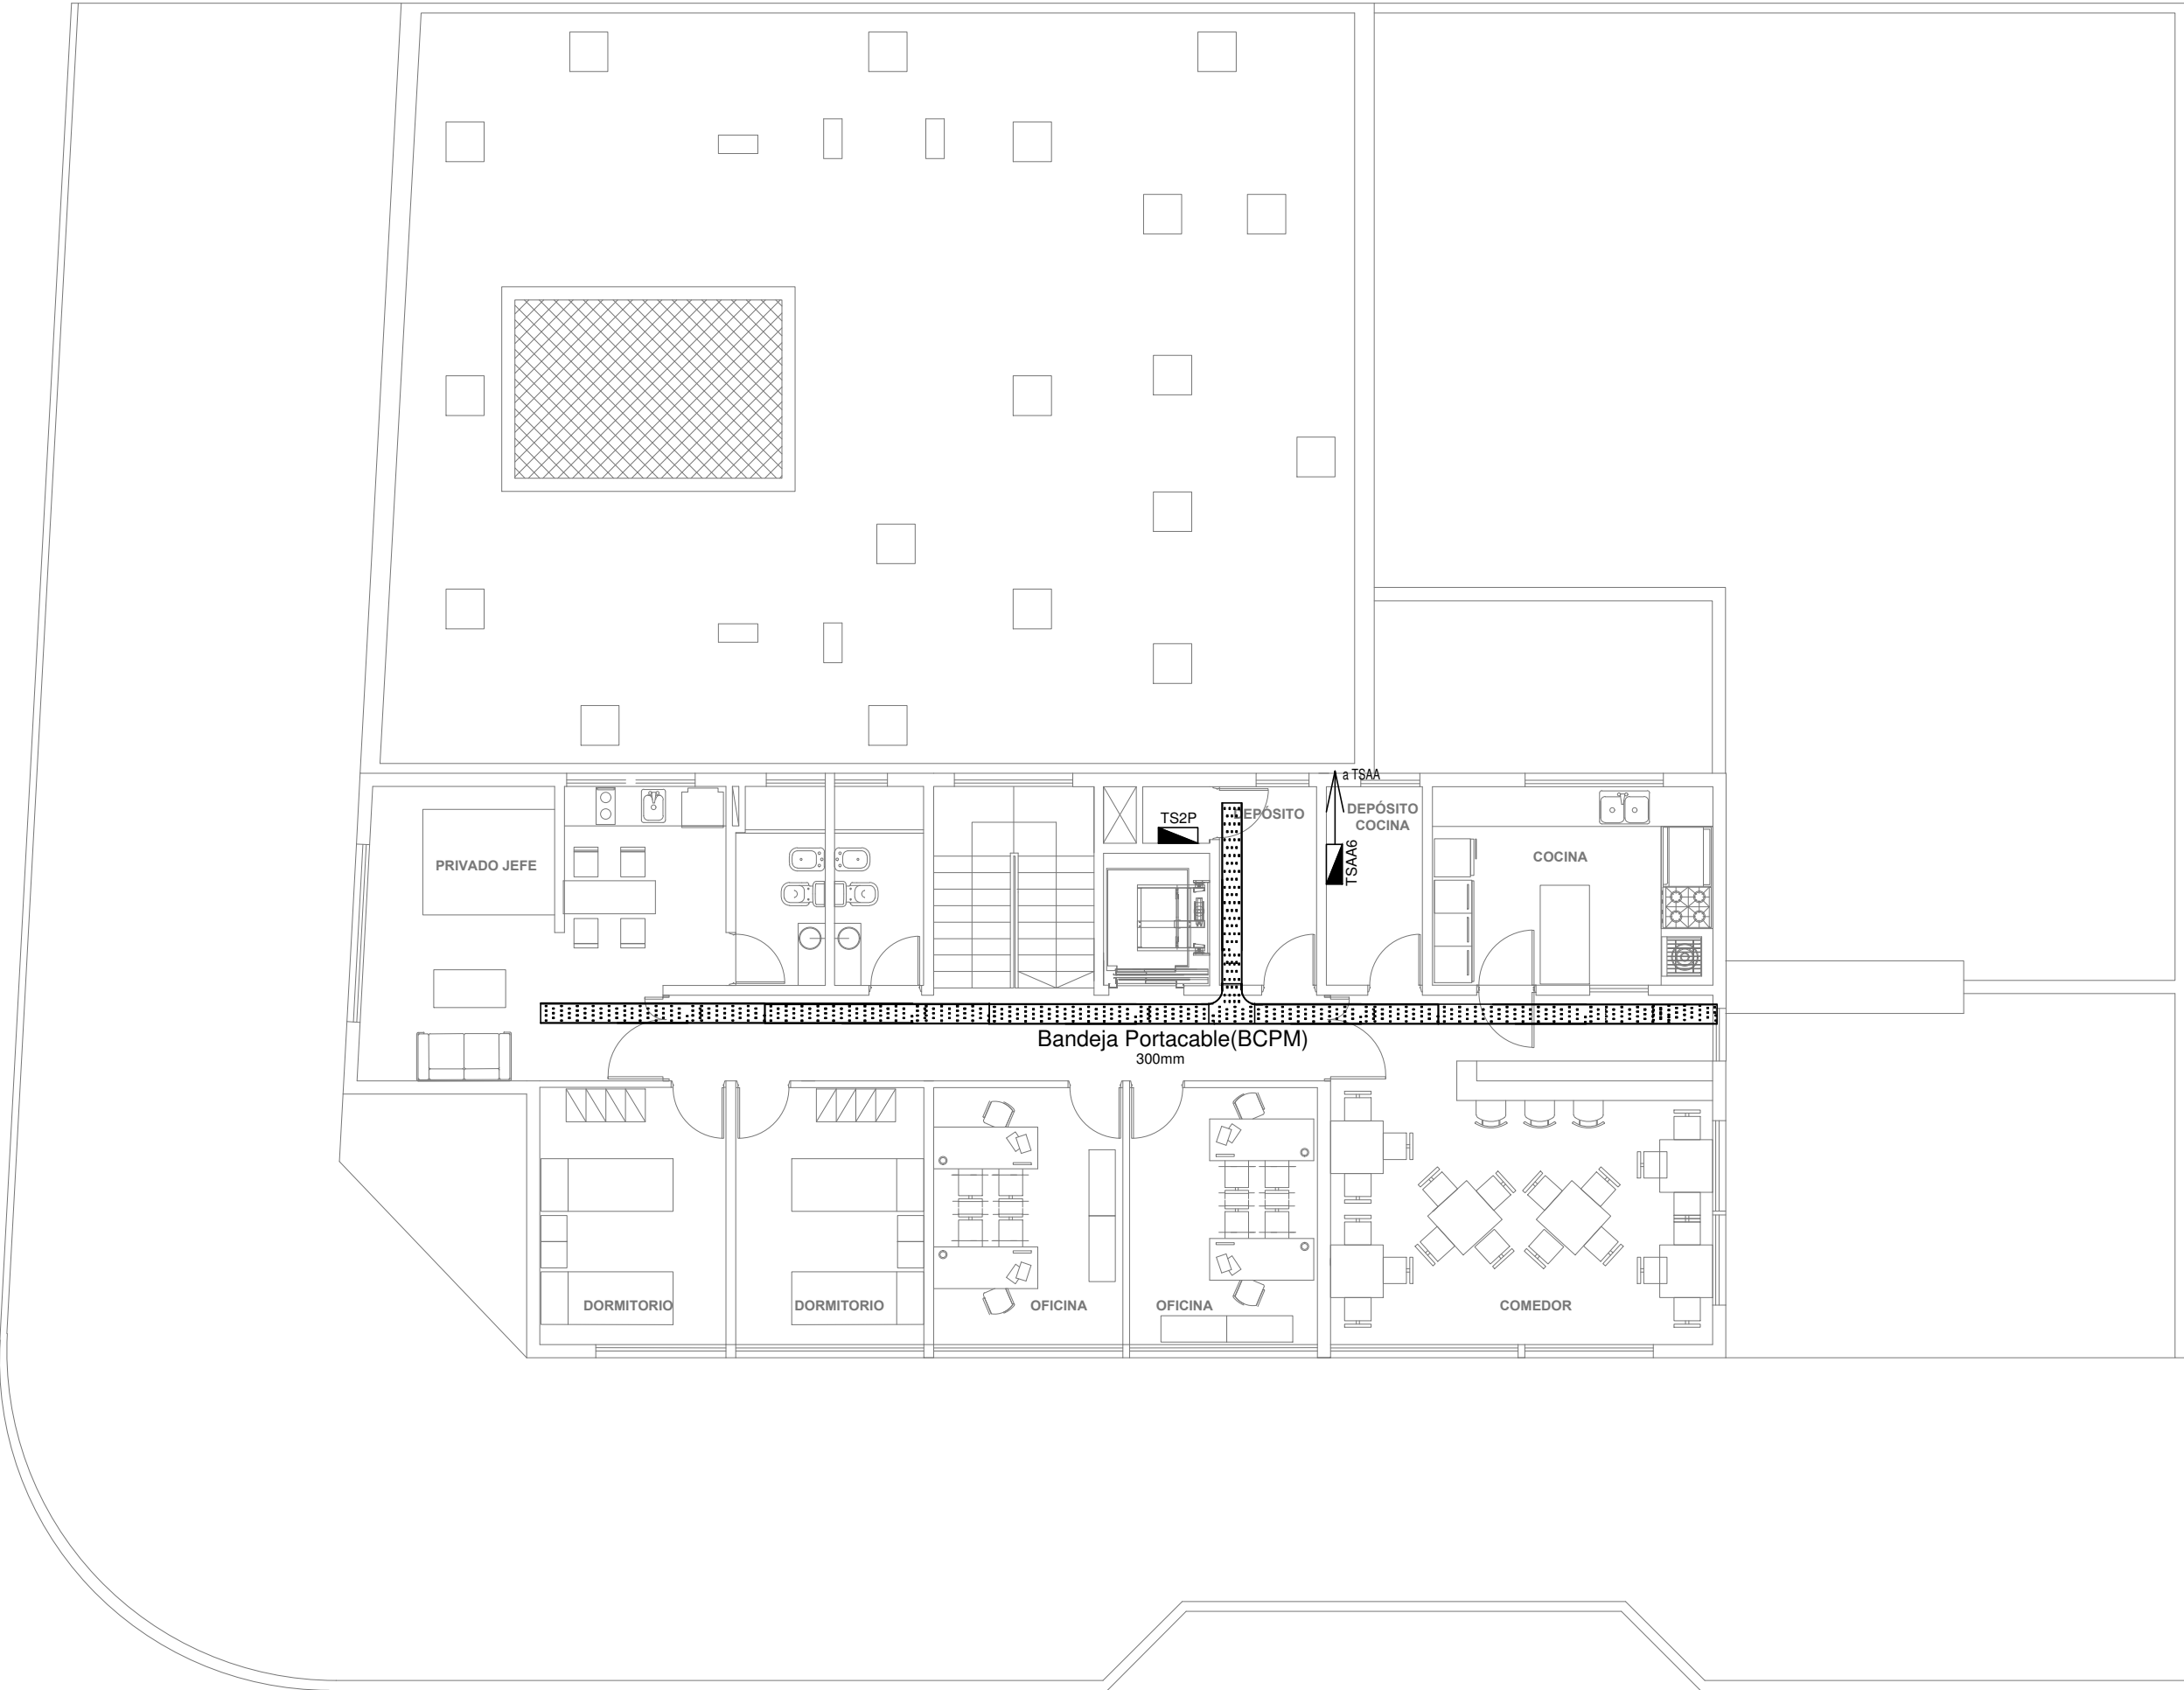 a TSAA
DEPÓSITO
COCINA
DEPÓSITO
TS2P
TSAA6
COCINA
PRIVADO JEFE
Bandeja Portacable(BCPM)
300mm
DORMITORIO
DORMITORIO
OFICINA
OFICINA
COMEDOR